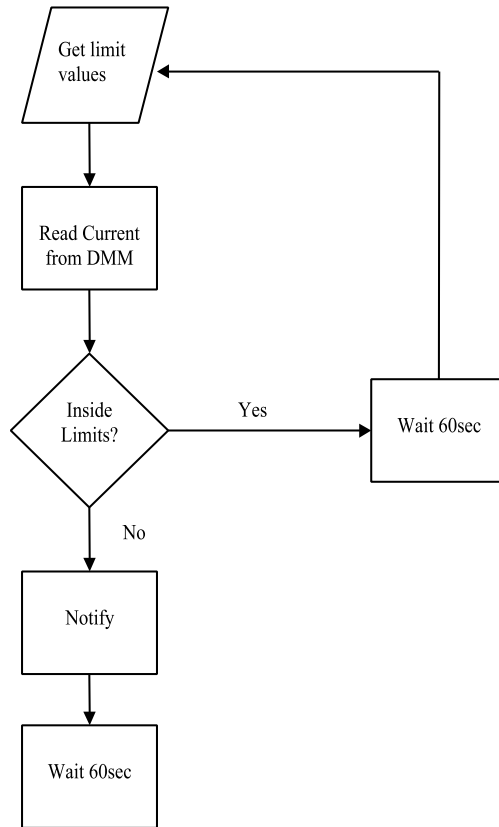 Get limit
values
Read Current
from DMM
Inside
Limits?
Yes
Wait 60sec
No
Notify
Wait 60sec